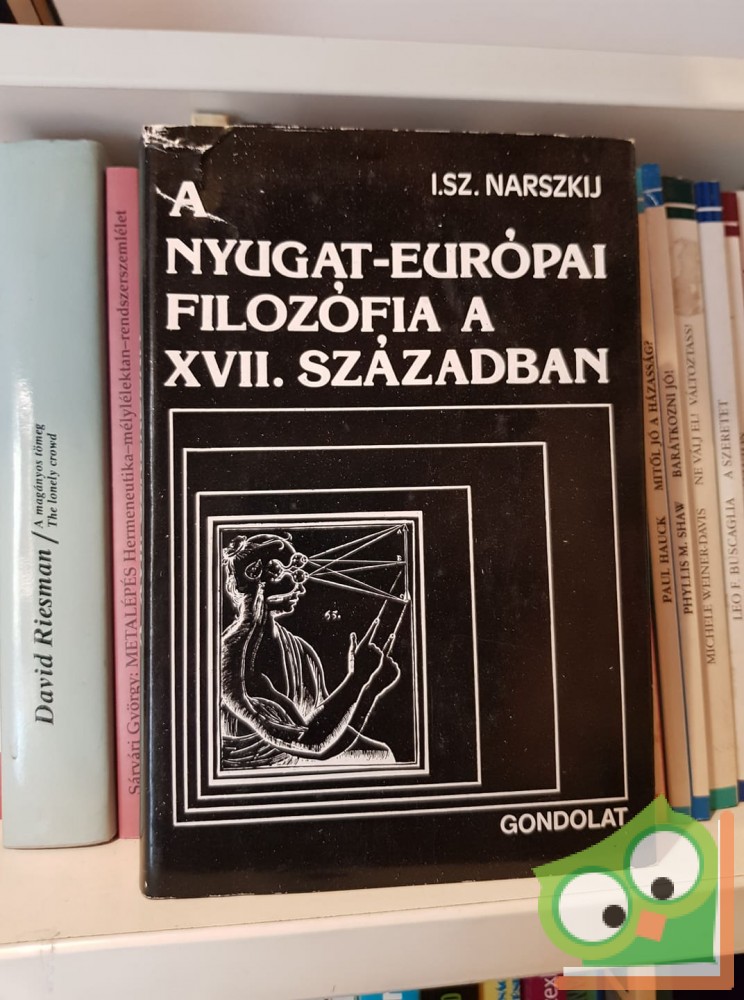 I.SZ. NARSZKIJ
A
NYUGAT-EURÓPAI
FILOZÓFIA A
XVII. SZÁZADBAN
65.
GONDOLAT
David Riesman / A magányos tömeg
The lonely crowd
Sárvári György: METALÉPÉS Hermeneutika–mélylélektan–rendszerszemlélet
PAUL HAUCK MITŐL JÓ A HÁZASSÁG?
PHYLLIS M. SHAW BARÁTKOZNI JÓ!
MICHELE WEINER-DAVIS NE VÁLJ EL! VÁLTOZTASS!
LEO F. BUSCAGLIA A SZERETET